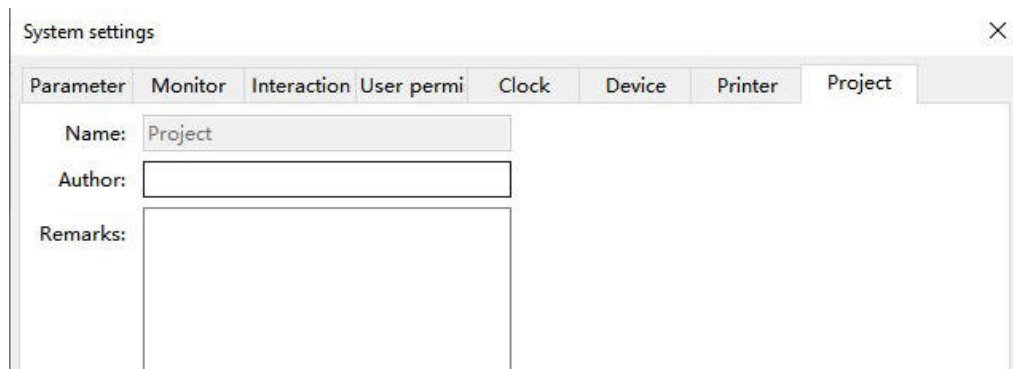 System settings
Parameter Monitor Interaction User permi Clock Device Printer Project
Name: Project
Author:
Remarks: